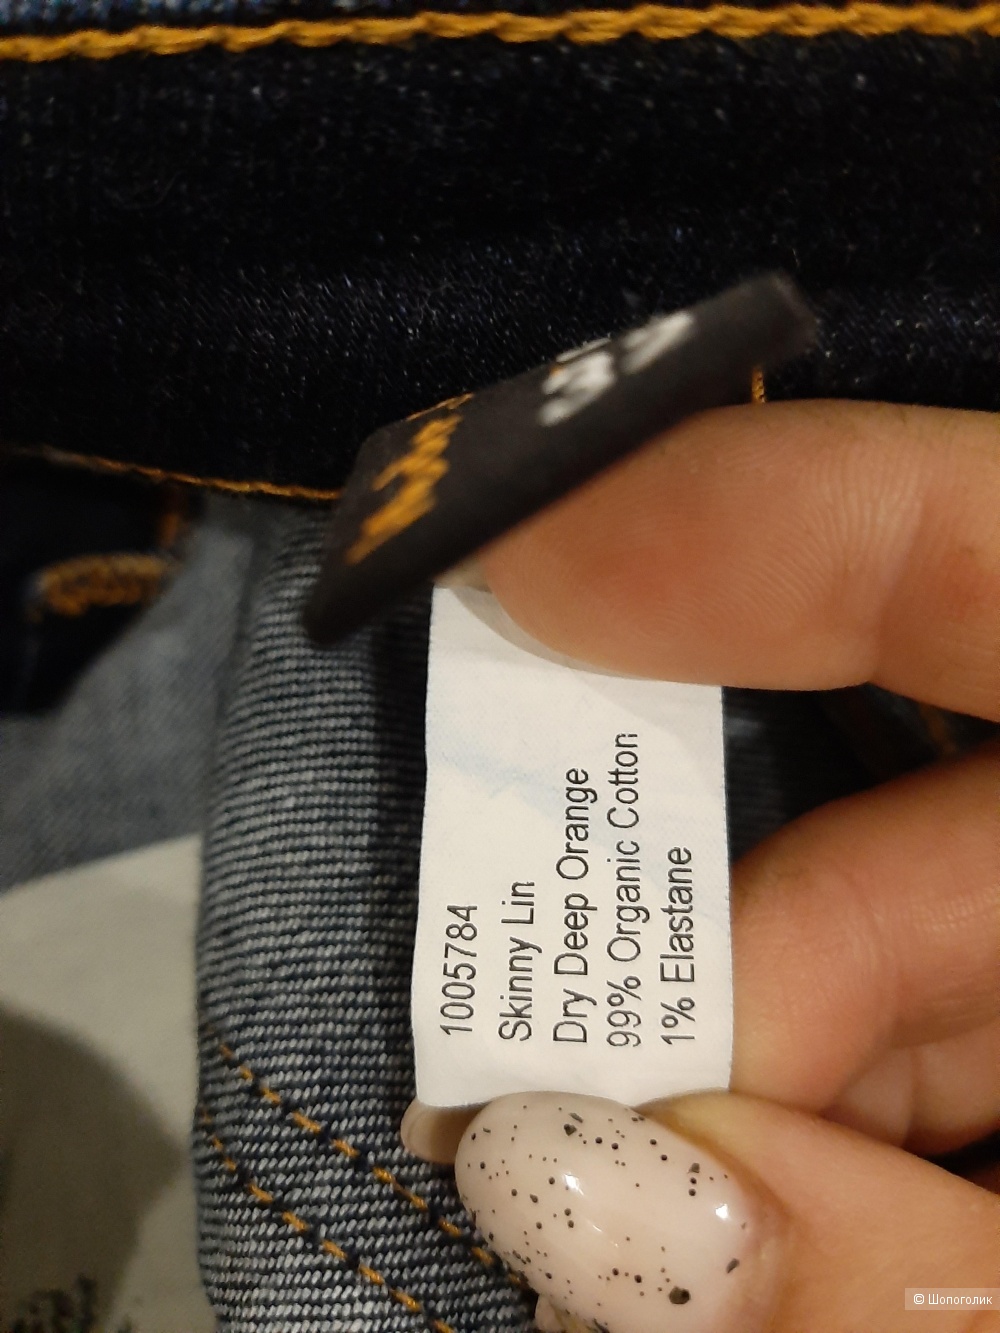 1005784
Skinny Lin
Dry Deep Orange
99% Organic Cotton
1% Elastane
© Шопоголик